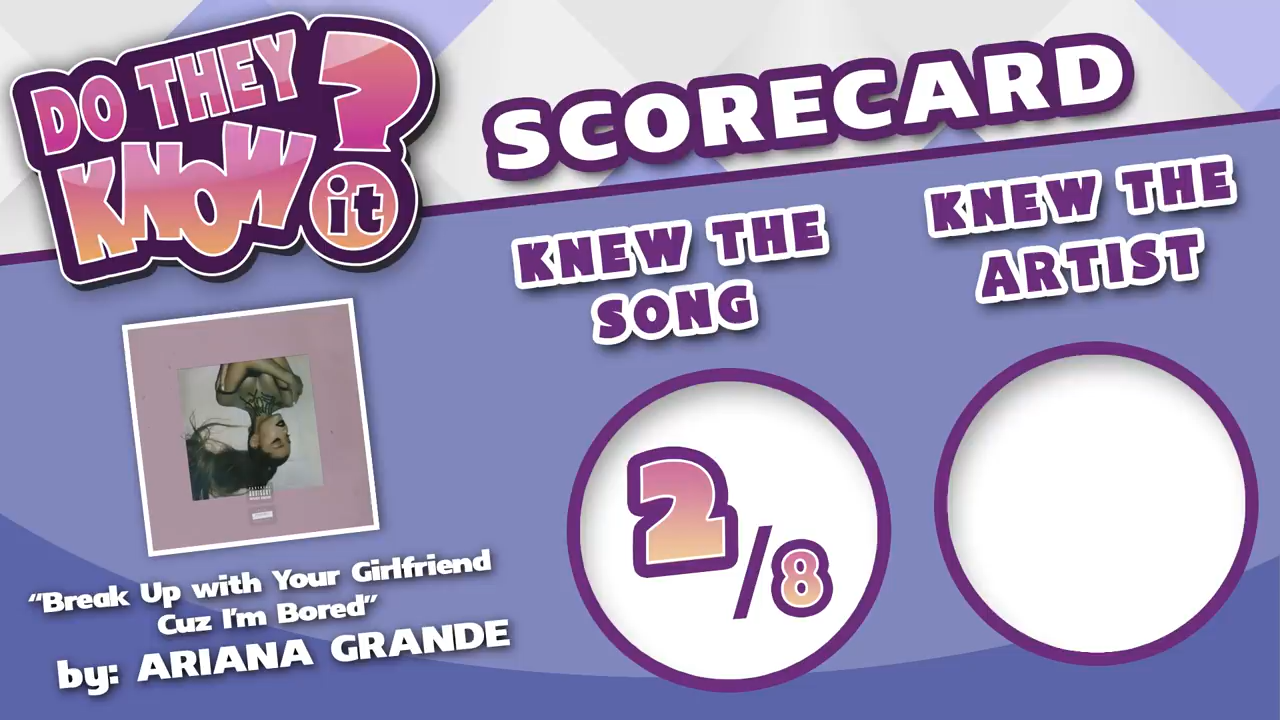 DO THEY
KNOW
it
?
SCORECARD
KNEW THE
SONG
KNEW THE
ARTIST
2/8
“Break Up with Your Girlfriend
Cuz I’m Bored”
by: ARIANA GRANDE